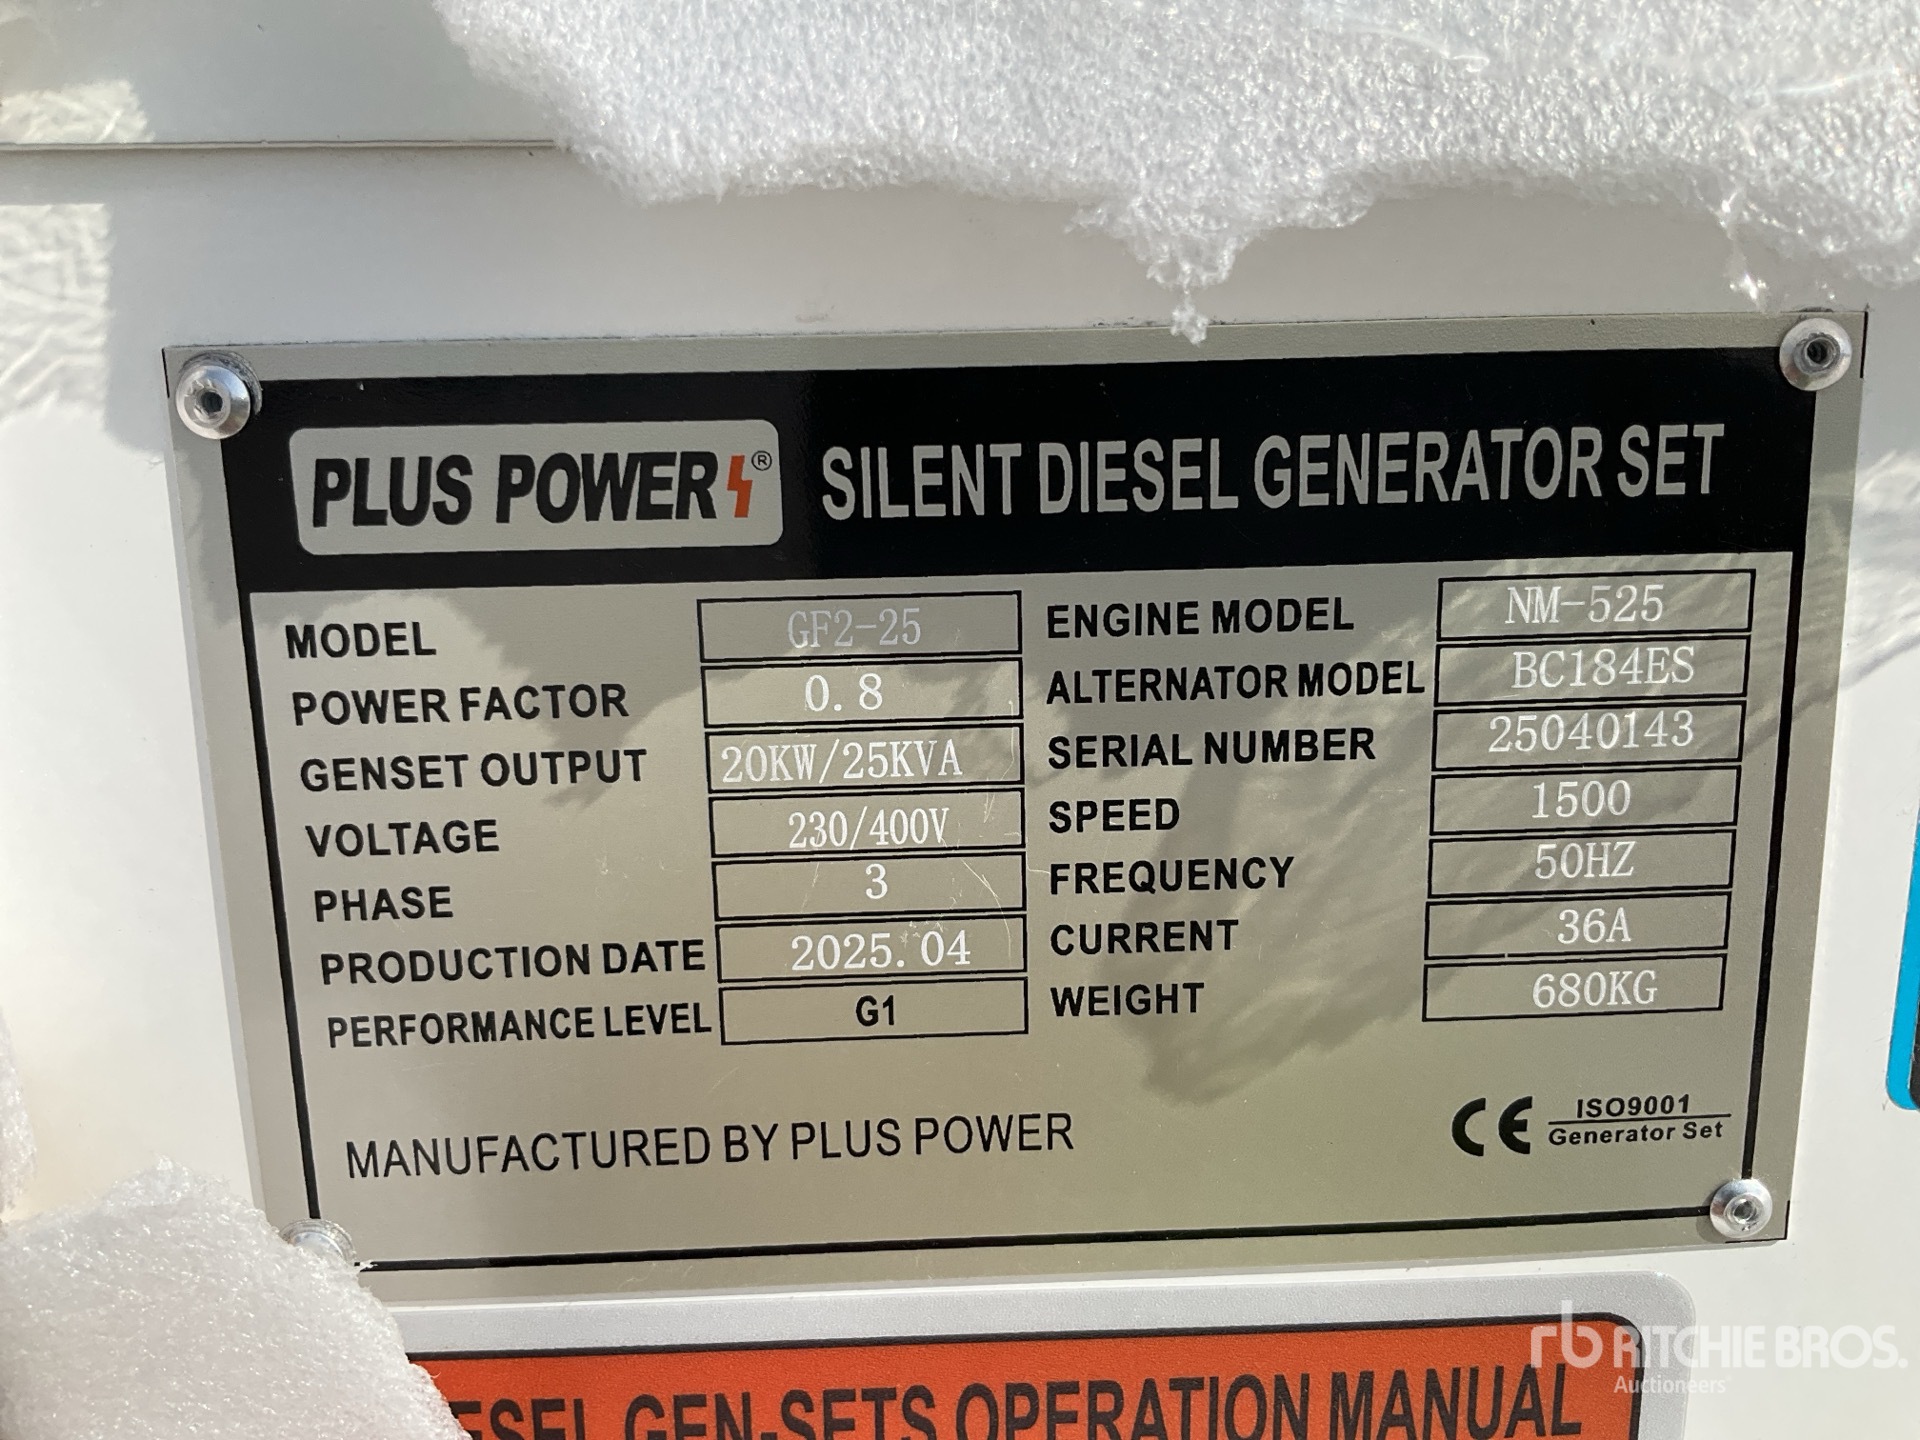 PLUS POWER ® SILENT DIESEL GENERATOR SET
MODEL GF2-25
POWER FACTOR 0.8
GENSET OUTPUT 20KW/25KVA
VOLTAGE 230/400V
PHASE 3
PRODUCTION DATE 2025.04
PERFORMANCE LEVEL G1
ENGINE MODEL NM-525
ALTERNATOR MODEL BC184ES
SERIAL NUMBER 25040143
SPEED 1500
FREQUENCY 50HZ
CURRENT 36A
WEIGHT 680KG
MANUFACTURED BY PLUS POWER
CE ISO9001
Generator Set
ESEL GEN-SETS OPERATION MANUAL
rb RITCHIE BROS.
Auctioneers